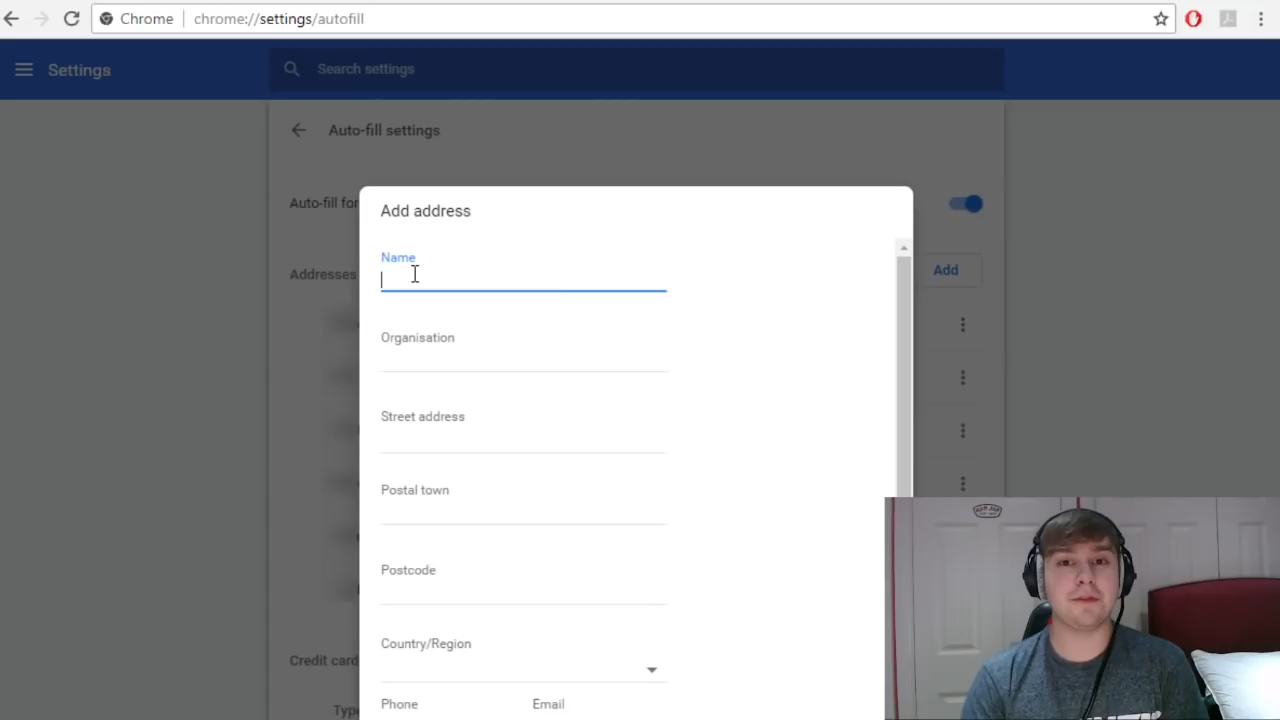 Chrome chrome://settings/autofill
Settings
Search settings
Auto-fill settings
Auto-fill for
Add address
Name
Addresses
Add
Organisation
Street address
Postal town
Postcode
Country/Region
Credit card
Phone Email
Type